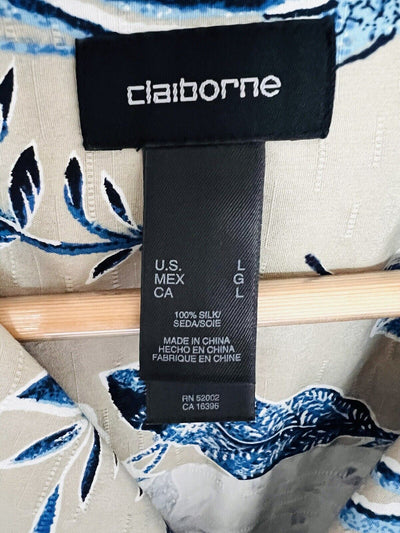 claiborne
U.S. L
MEX G
CA L
100% SILK/
SEDA/SOIE
MADE IN CHINA
HECHO EN CHINA
FABRIQUE EN CHINE
RN 52002
CA 16396